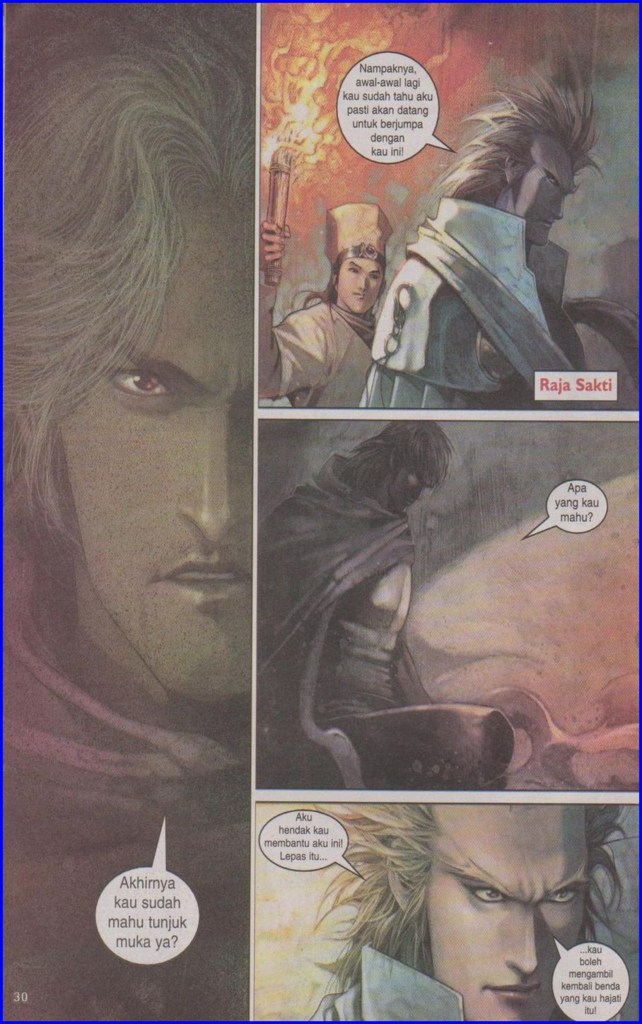 Akhirnya
kau sudah
mahu tunjuk
muka ya?
Nampaknya,
awal-awal lagi
kau sudah tahu aku
pasti akan datang
untuk berjumpa
dengan
kau ini!
Raja Sakti
Apa
yang kau
mahu?
Aku
hendak kau
membantu aku ini!
Lepas itu...
...kau
boleh
mengambil
kembali benda
yang kau hajati
itu!
30